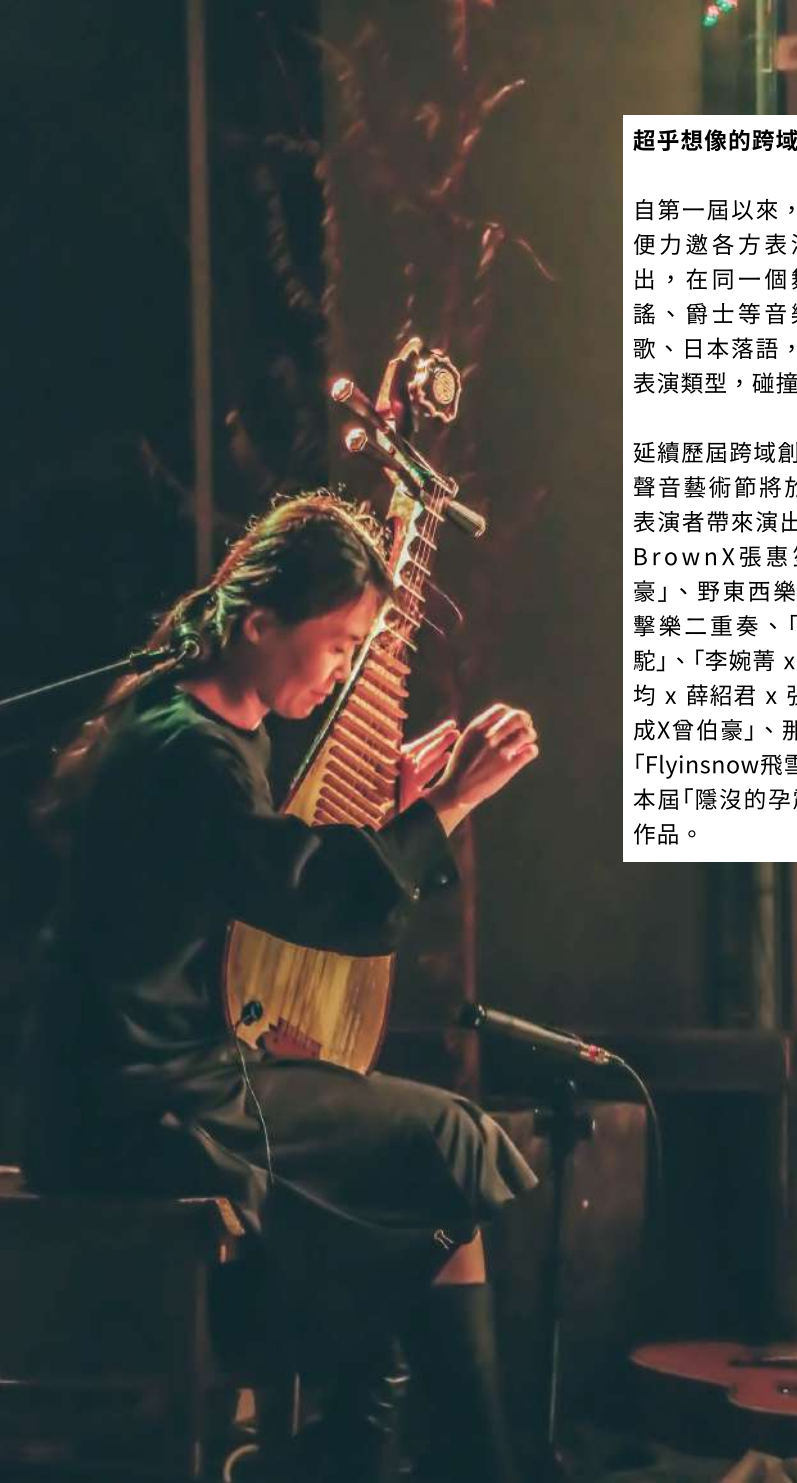 超乎想像的跨域
自第一屆以來，
便力邀各方表演
出，在同一個舞
謠、爵士等音樂
歌、日本落語，
表演類型，碰撞
延續歷屆跨域創
聲音藝術節將於
表演者帶來演出
BrownX張惠笙
豪」、野東西樂
擊樂二重奏、「
駝」、「李婉菁 x
均 x 薛紹君 x 張
成X曾伯豪」、那
「Flyinsnow飛雪
本屆「隱沒的孕震
作品。